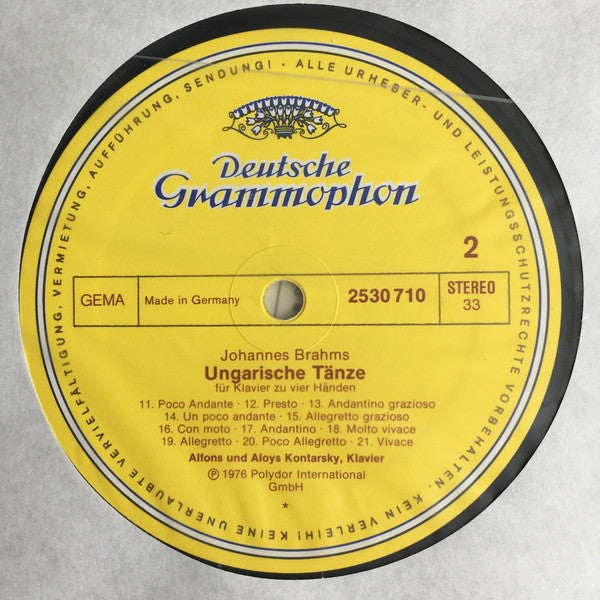 ALLE URHEBER- UND LEISTUNGSSCHUTZRECHTE VORBEHALTEN. KEIN VERLEIH! KEINE UNERLAUBTE VERVIELFÄLTIGUNG, VERMIETUNG, AUFFÜHRUNG, SENDUNG! ·
Deutsche
Grammophon
2
GEMA
Made in Germany
2530 710
STEREO
33
Johannes Brahms
Ungarische Tänze
für Klavier zu vier Händen
11. Poco Andante · 12. Presto · 13. Andantino grazioso
14. Un poco andante · 15. Allegretto grazioso
16. Con moto · 17. Andantino · 18. Molto vivace
19. Allegretto · 20. Poco Allegretto · 21. Vivace
Alfons und Aloys Kontarsky, Klavier
℗ 1976 Polydor International
GmbH
*